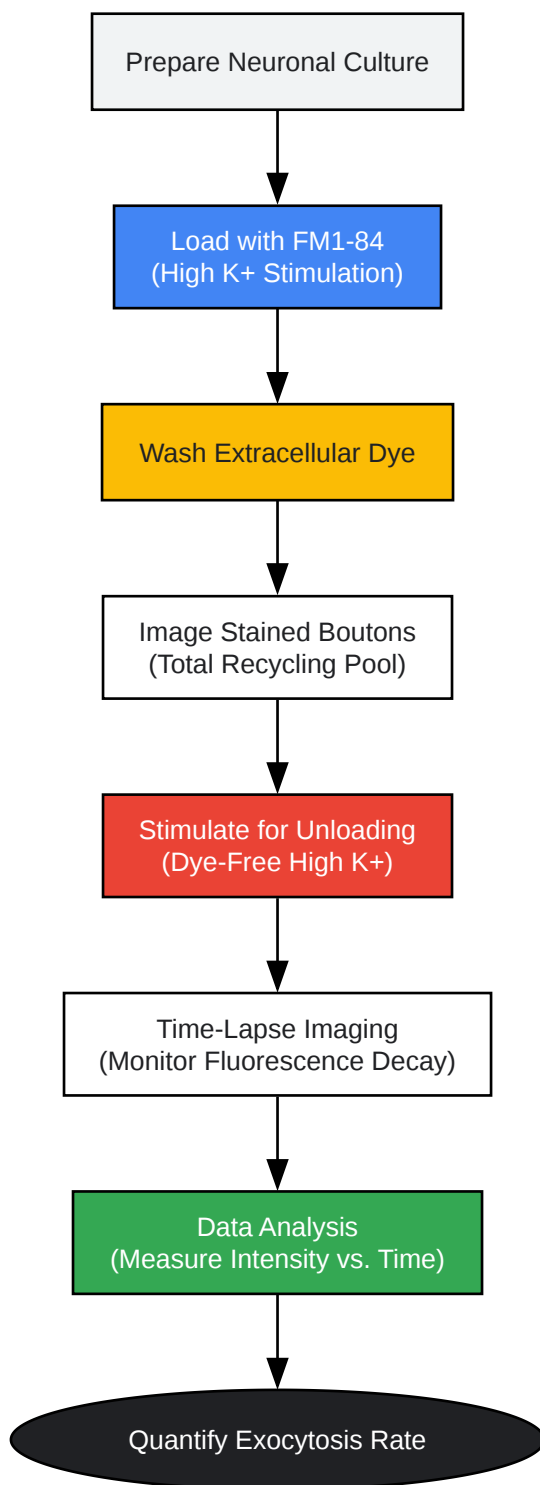 Prepare Neuronal Culture
Load with FM1-84
(High K+ Stimulation)
Wash Extracellular Dye
Image Stained Boutons
(Total Recycling Pool)
Stimulate for Unloading
(Dye-Free High K+)
Time-Lapse Imaging
(Monitor Fluorescence Decay)
Data Analysis
(Measure Intensity vs. Time)
Quantify Exocytosis Rate